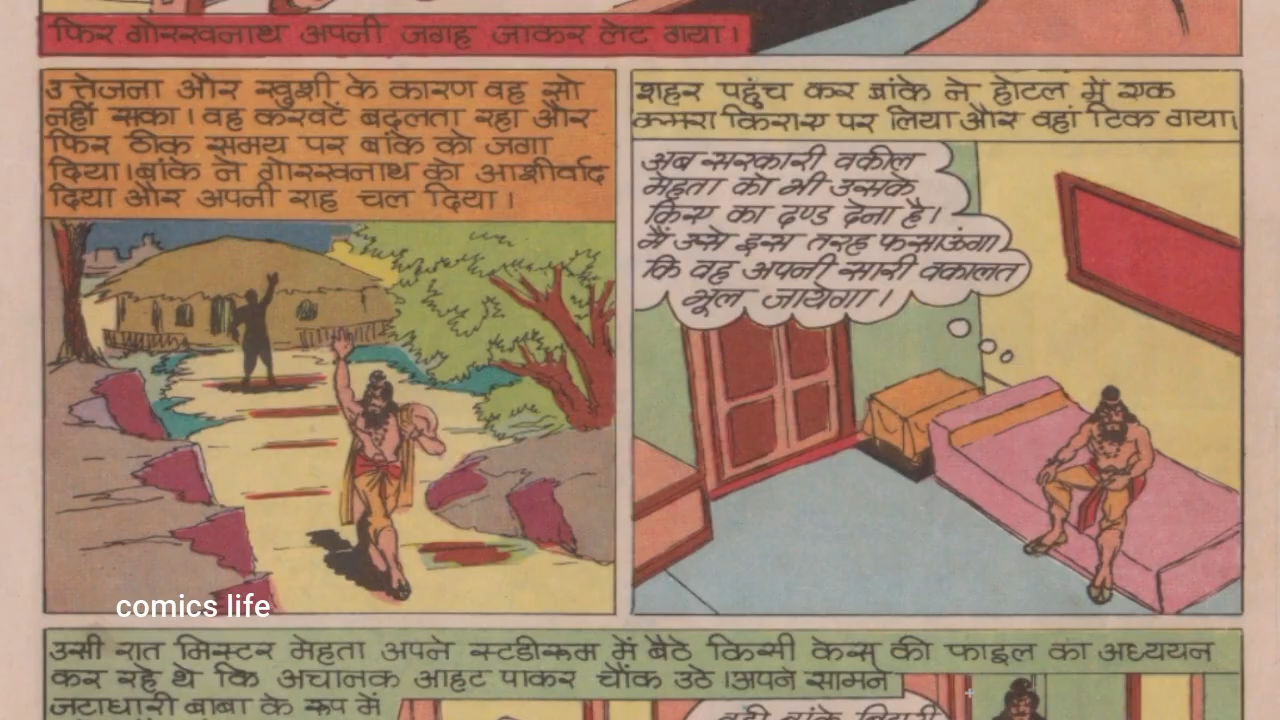 फिर गोरखनाथ अपनी जगह जाकर लेट गया।
उत्तेजना और खुशी के कारण वह सो
नहीं सका। वह करवटें बदलता रहा और
फिर ठीक समय पर बांके को जगा
दिया। बांके ने गोरखनाथ को आशीर्वाद
दिया और अपनी राह चल दिया।
शहर पहुंच कर बांके ने होटल में एक
कमरा किराए पर लिया और वहां टिक गया।
अब सरकारी वकील
मेहता को भी उसके
किए का दण्ड देना है।
मैं उसे इस तरह फसाऊंगा
कि वह अपनी सारी वकालत
भूल जायेगा।
comics life
उसी रात मिस्टर मेहता अपने स्टडीरूम में बैठे किसी केस की फाइल का अध्ययन
कर रहे थे कि अचानक आहट पाकर चौंक उठे। अपने सामने
जटाधारी बाबा के रूप में